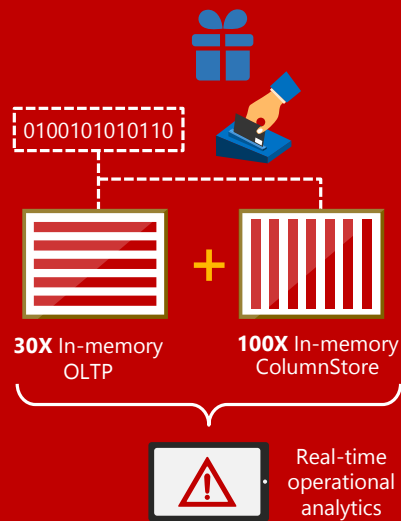 0100101010110
30X In-memory
OLTP
100X In-memory
ColumnStore
Real-time
operational
analytics